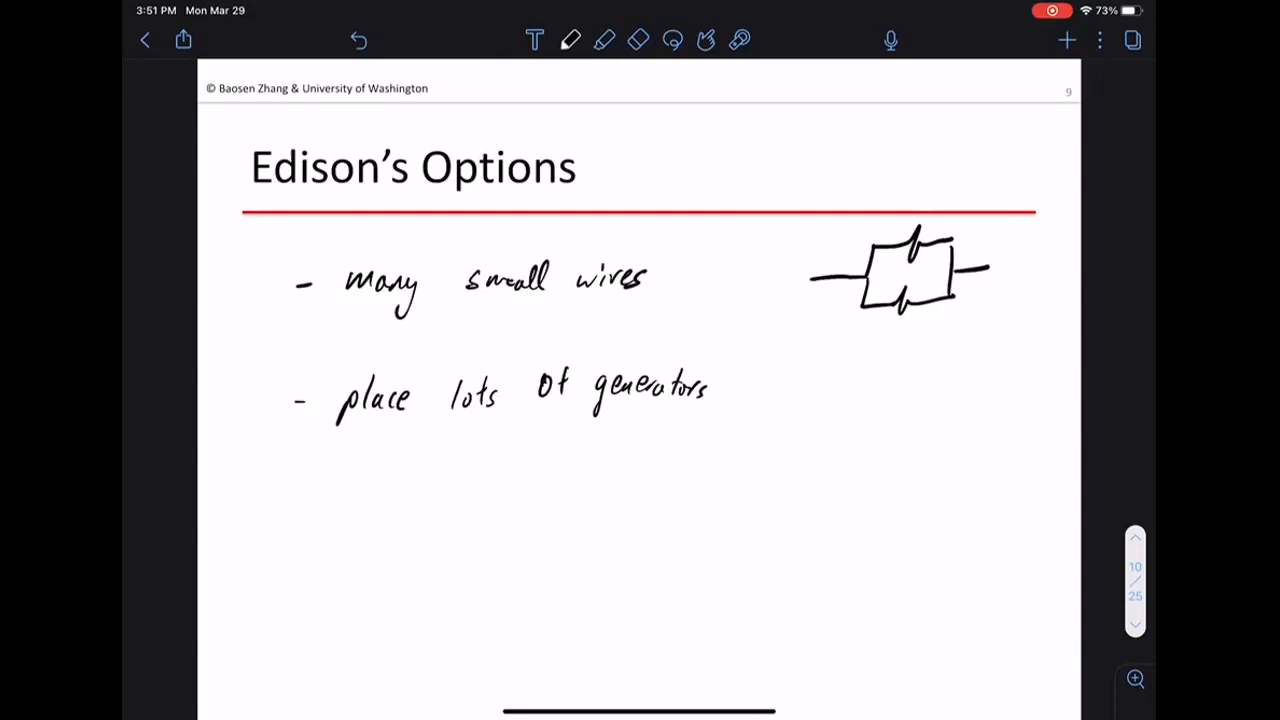 3:51 PM Mon Mar 29
73%
© Baosen Zhang & University of Washington
9
Edison's Options
- many small wires
- place lots of generators
10
/
25